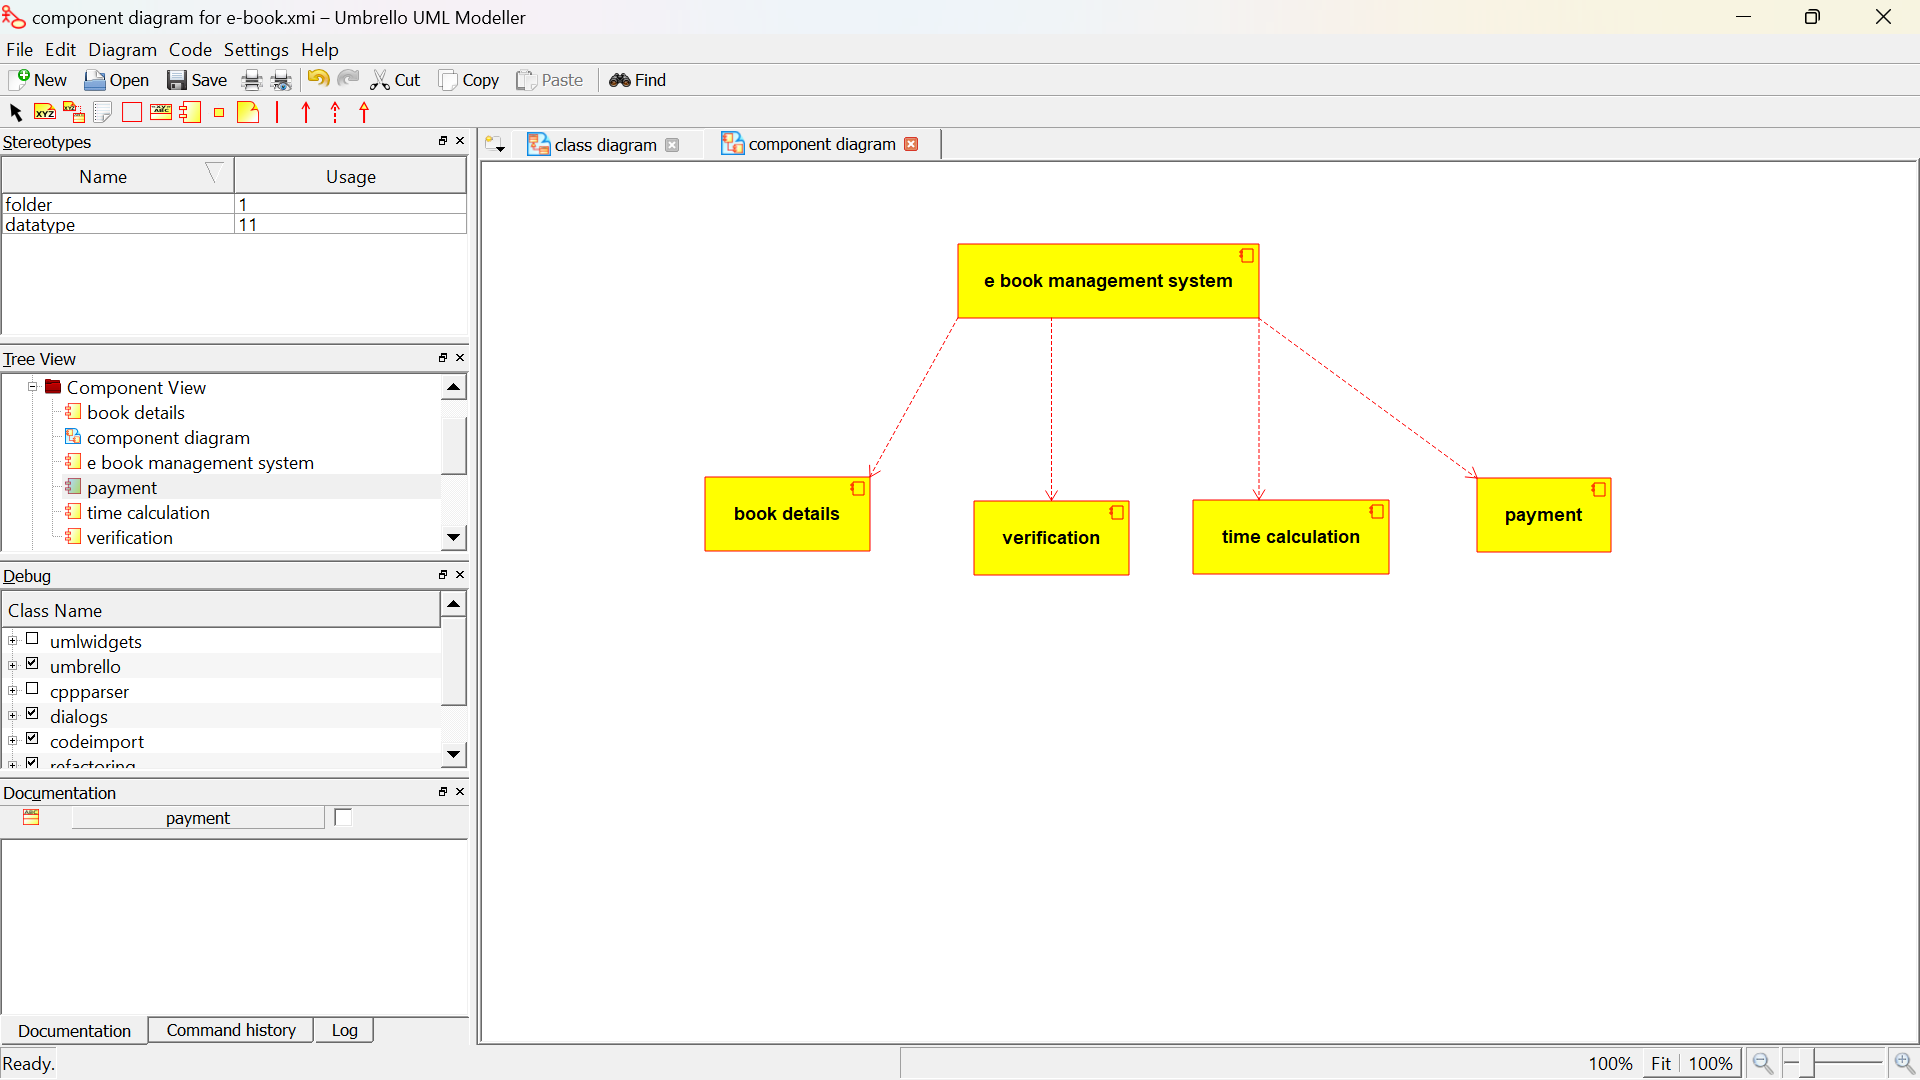 component diagram for e-book.xmi – Umbrello UML Modeller
File Edit Diagram Code Settings Help
New Open Save Cut Copy Paste Find
Stereotypes
Name Usage
folder 1
datatype 11
Tree View
Component View
book details
component diagram
e book management system
payment
time calculation
verification
Debug
Class Name
umlwidgets
umbrello
cppparser
dialogs
codeimport
refactoring
Documentation
payment
Documentation Command history Log
class diagram component diagram
e book management system
book details
verification
time calculation
payment
Ready.
100% Fit 100%